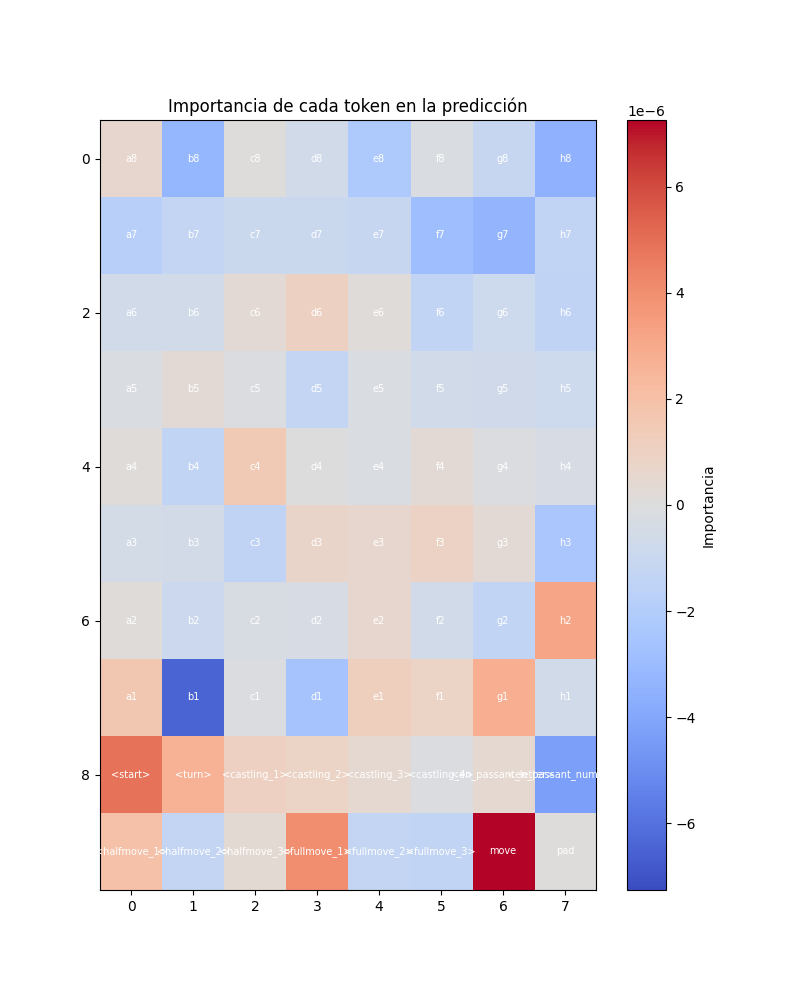 Importancia de cada token en la predicción
1e−6
0 a8 b8 c8 d8 e8 f8 g8 h8
a7 b7 c7 d7 e7 f7 g7 h7 6
2 a6 b6 c6 d6 e6 f6 g6 h6 4
a5 b5 c5 d5 e5 f5 g5 h5 2
4 a4 b4 c4 d4 e4 f4 g4 h4 0
Importancia
a3 b3 c3 d3 e3 f3 g3 h3 −2
6 a2 b2 c2 d2 e2 f2 g2 h2
a1 b1 c1 d1 e1 f1 g1 h1 −4
8 <start> <turn> <castling_1> <castling_2> <castling_3>
<halfmove_2 <halfmove_3 <fullmove_1> <fullmove_2 <fullmove_3> move pad −6
0 1 2 3 4 5 6 7